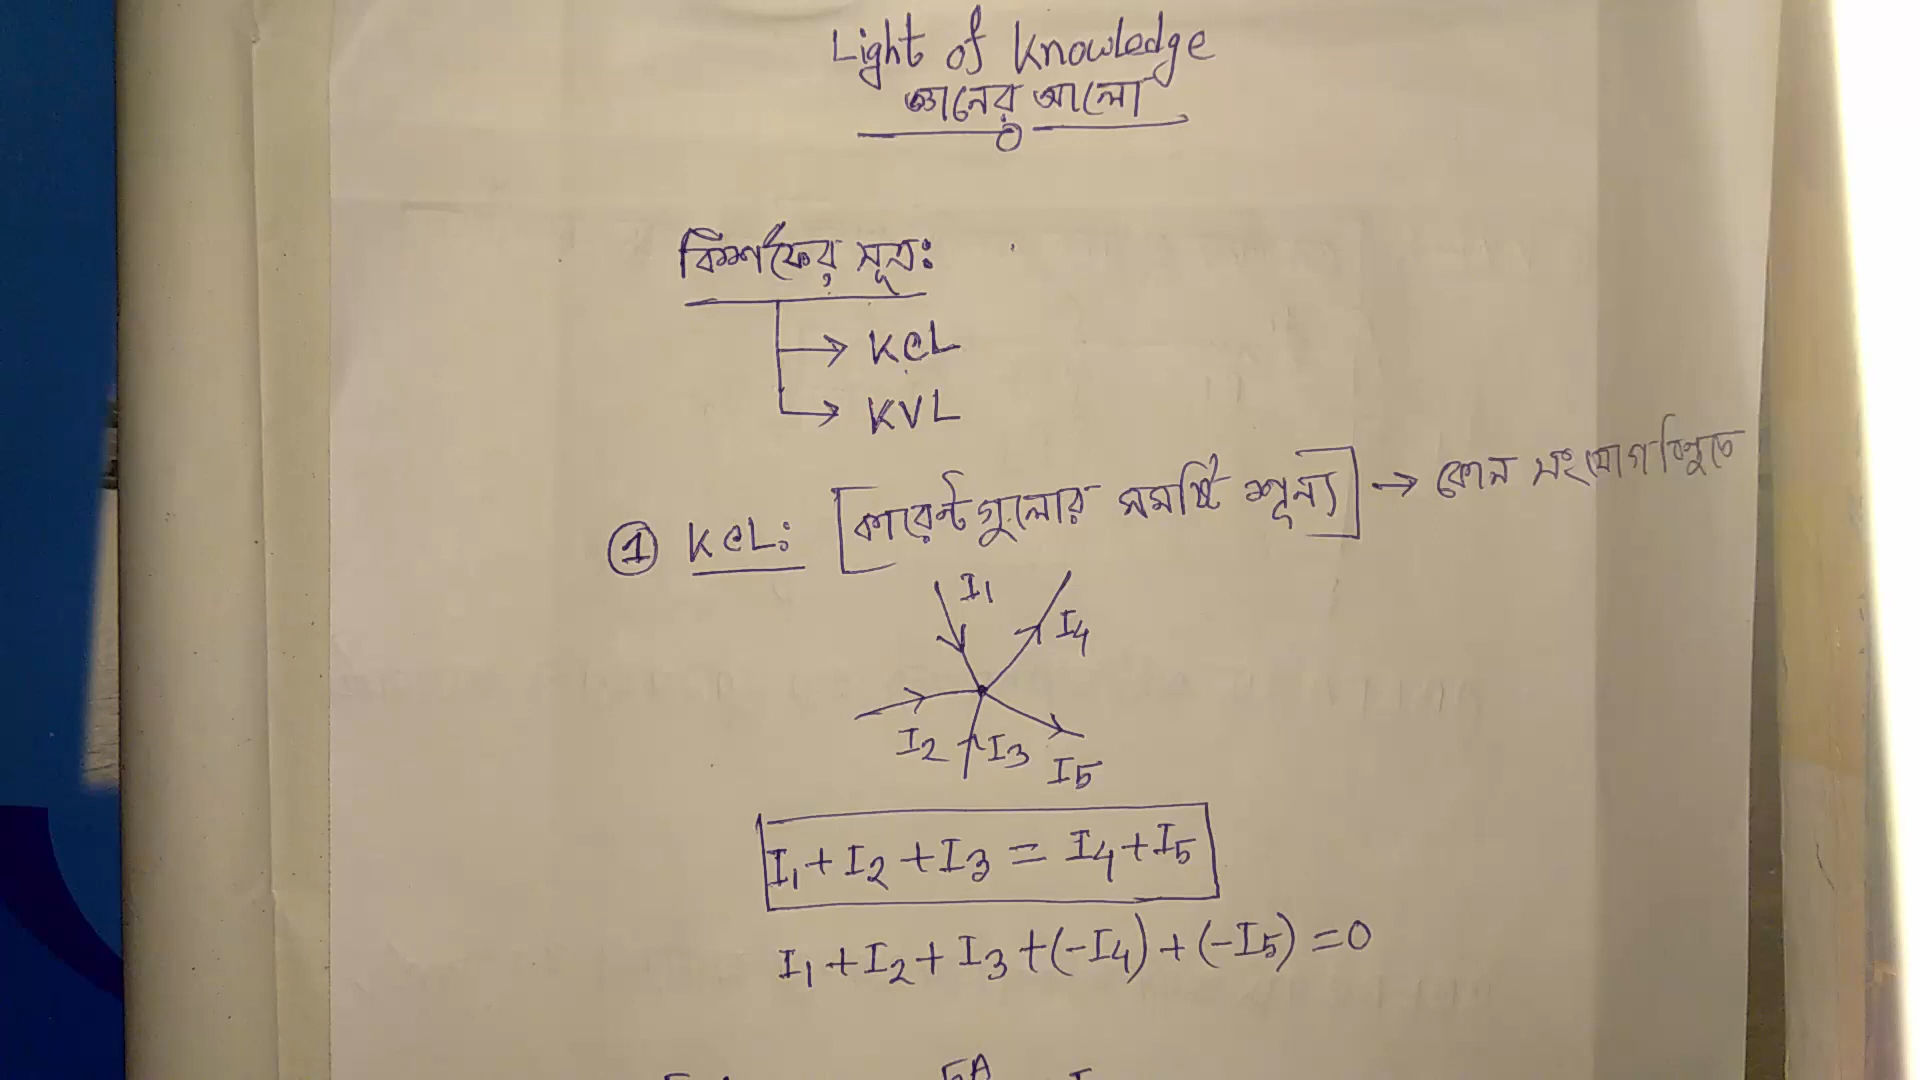 Light of Knowledge
জ্ঞানের আলো
কির্শফের সূত্রঃ
→ KCL
→ KVL
① KCL: [কারেন্টগুলোর সমষ্টি শূন্য] → কোন সংযোগ বিন্দুতে
I₁
I₄
I₂
I₃
I₅
I₁ + I₂ + I₃ = I₄ + I₅
I₁ + I₂ + I₃ + (-I₄) + (-I₅) = 0
5A